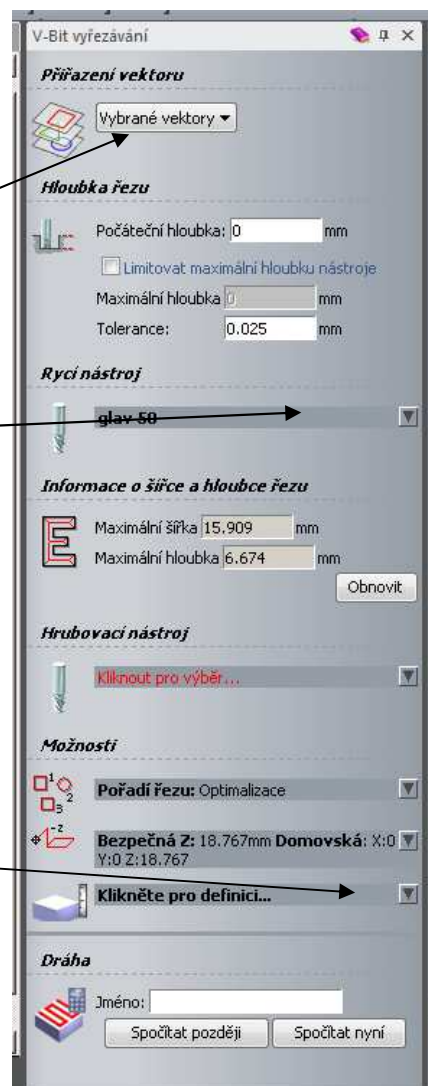 V-Bit vyřezávání
Přiřazení vektoru
Vybrané vektory
Hloubka řezu
Počáteční hloubka: 0 mm
Limitovat maximální hloubku nástroje
Maximální hloubka 0 mm
Tolerance: 0.025 mm
Rycí nástroj
glav 50
Informace o šířce a hloubce řezu
Maximální šířka 15.909 mm
Maximální hloubka 6.674 mm
Obnovit
Hrubovací nástroj
Kliknout pro výběr...
Možnosti
Pořadí řezu: Optimalizace
Bezpečná Z: 18.767mm Domovská: X:0
Y:0 Z:18.767
Klikněte pro definici...
Dráha
Jméno:
Spočítat později Spočítat nyní